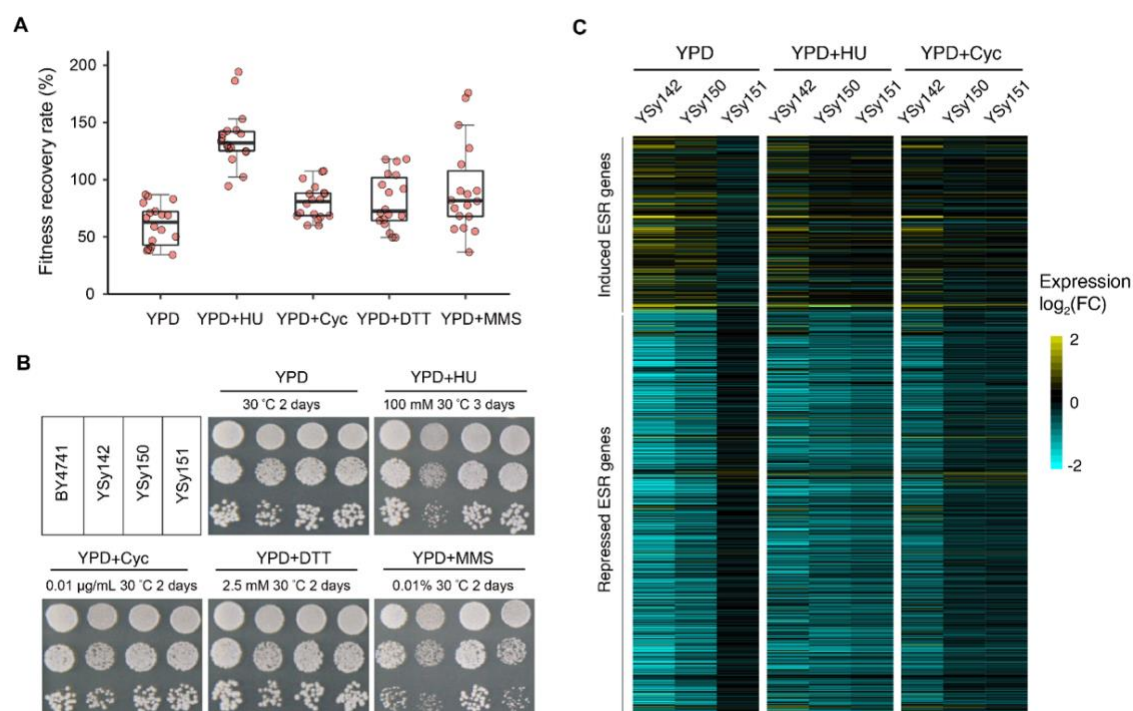 A
Fitness recovery rate (%)
200
150
100
50
0
YPD
YPD+HU
YPD+Cyc
YPD+DTT
YPD+MMS
B
BY4741
YSy142
YSy150
YSy151
YPD
30 °C 2 days
YPD+HU
100 mM 30 °C 3 days
YPD+Cyc
0.01 µg/mL 30 °C 2 days
YPD+DTT
2.5 mM 30 °C 2 days
YPD+MMS
0.01% 30 °C 2 days
C
YPD
YPD+HU
YPD+Cyc
YSy142
YSy150
YSy151
YSy142
YSy150
YSy151
YSy142
YSy150
YSy151
Induced ESR genes
Repressed ESR genes
Expression
log₂(FC)
2
0
-2